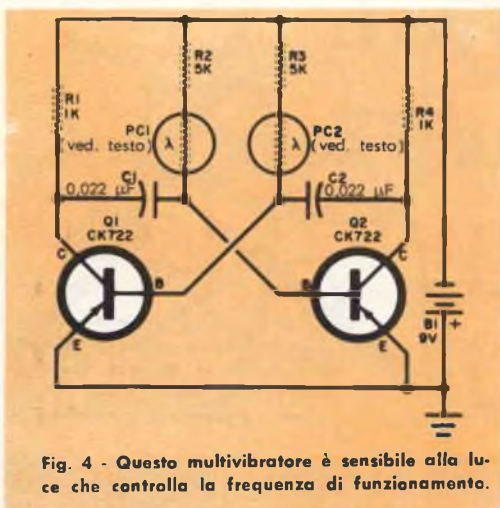 R1
1K
R2
5K
R3
5K
R4
1K
PC1
(ved. testo)
λ
λ
PC2
(ved. testo)
C1
0,022 µF
C2
0,022 µF
Q1
CK722
Q2
CK722
C
B
E
C
B
E
B1
9V
+
Fig. 4 - Questo multivibratore è sensibile alla lu-
ce che controlla la frequenza di funzionamento.